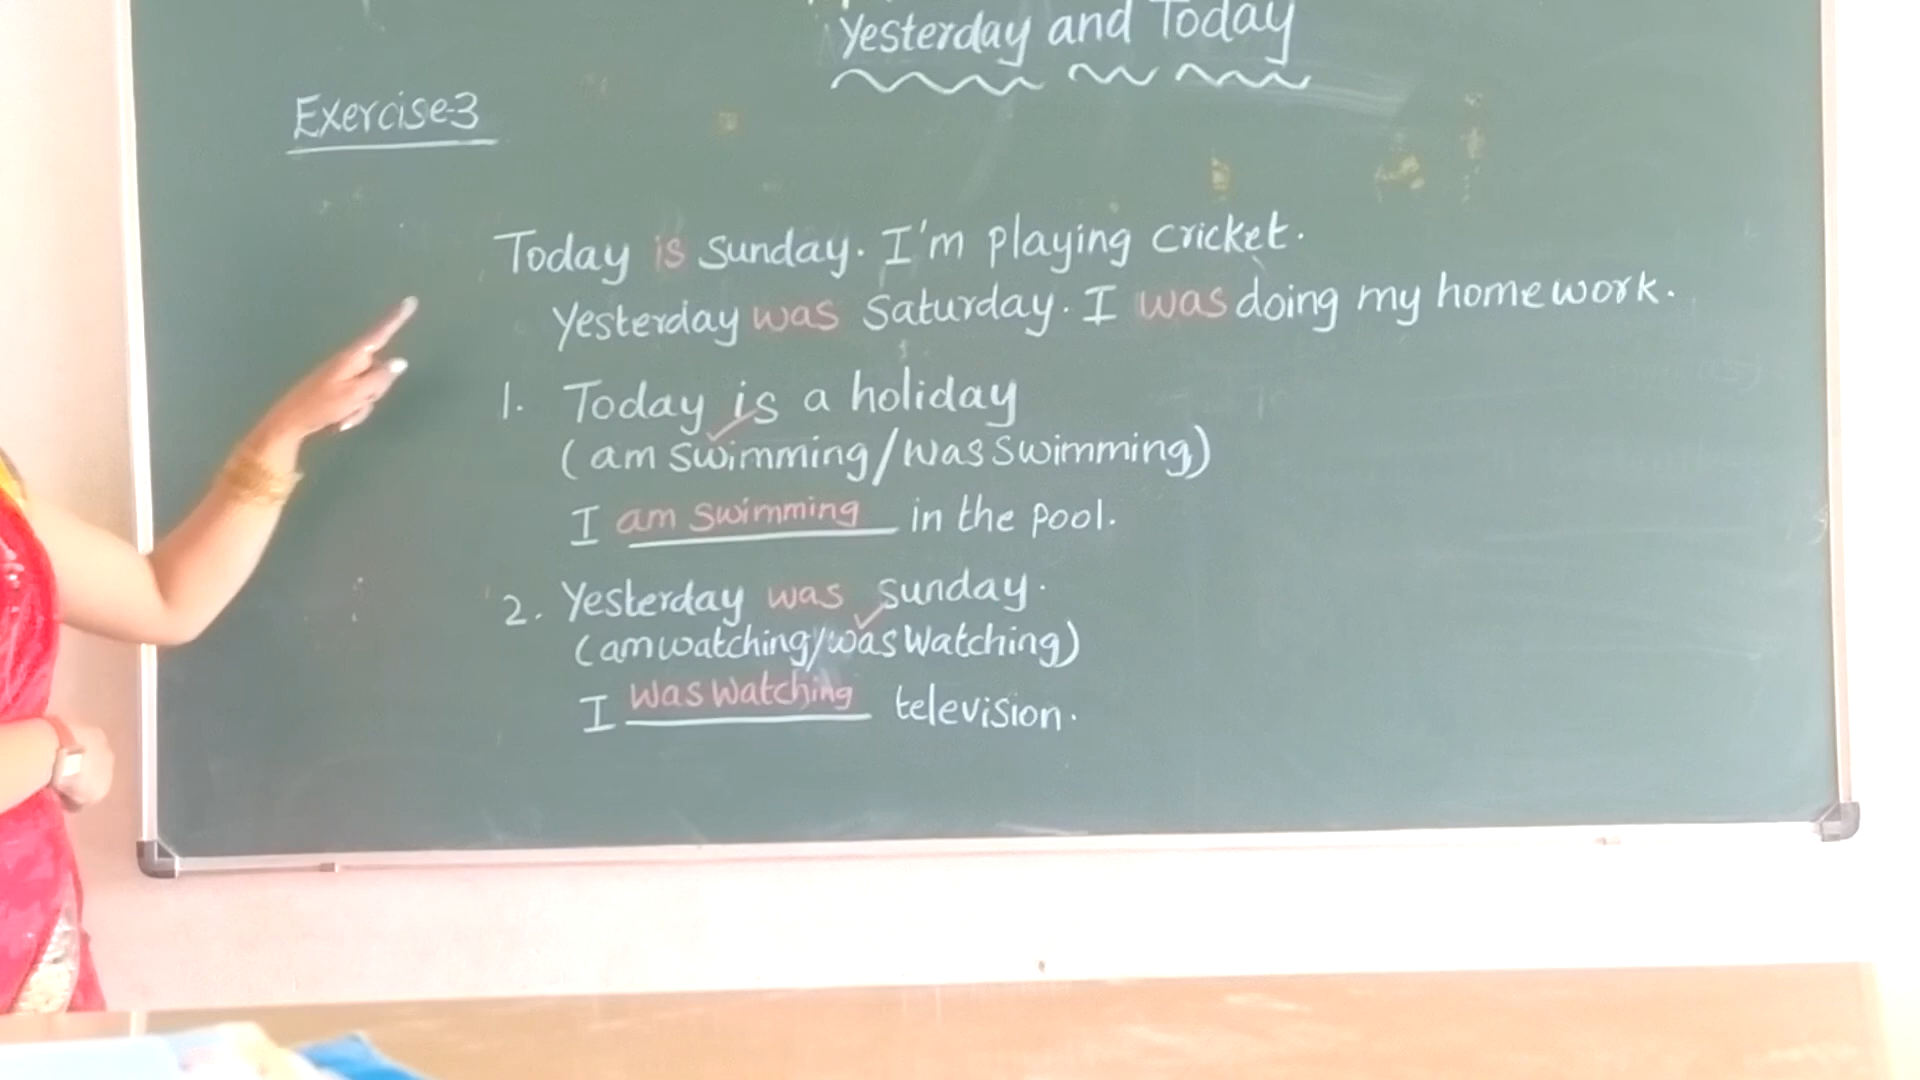 Yesterday and Today
Exercise-3
Today is Sunday. I'm playing cricket.
Yesterday was Saturday. I was doing my homework.
1. Today is a holiday
(am swimming/was swimming)
I am swimming in the pool.
2. Yesterday was sunday.
(am watching/was watching)
I was watching television.